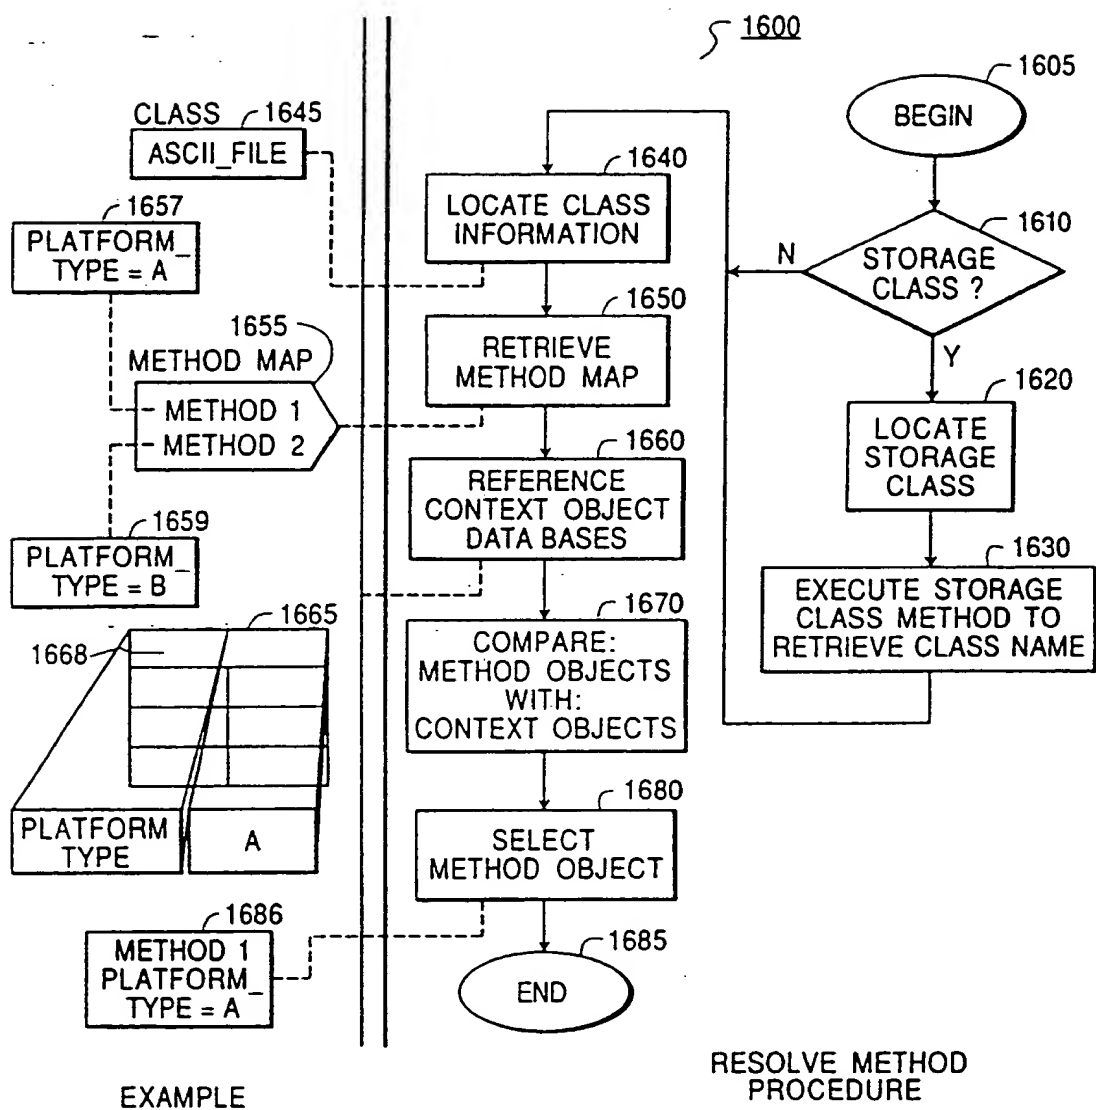 1600
1605
BEGIN
CLASS
1645
ASCII_FILE
1640
LOCATE CLASS
INFORMATION
1610
STORAGE
CLASS ?
N
Y
1657
PLATFORM_
TYPE = A
1650
RETRIEVE
METHOD MAP
1655
METHOD MAP
METHOD 1
METHOD 2
1620
LOCATE
STORAGE
CLASS
1660
REFERENCE
CONTEXT OBJECT
DATA BASES
1659
PLATFORM_
TYPE = B
1630
EXECUTE STORAGE
CLASS METHOD TO
RETRIEVE CLASS NAME
1665
1668
PLATFORM
TYPE
A
1670
COMPARE:
METHOD OBJECTS
WITH:
CONTEXT OBJECTS
1680
SELECT
METHOD OBJECT
1686
METHOD 1
PLATFORM_
TYPE = A
1685
END
EXAMPLE
RESOLVE METHOD
PROCEDURE